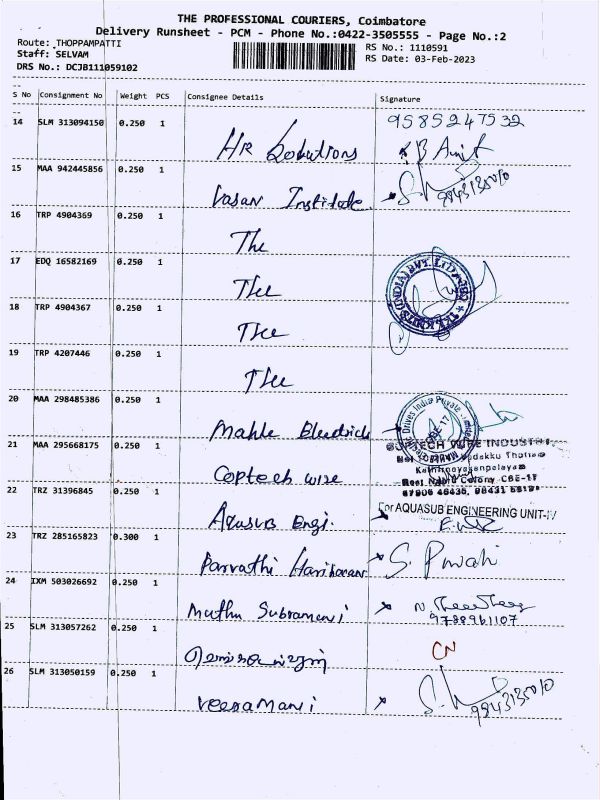 THE PROFESSIONAL COURIERS, Coimbatore
Delivery Runsheet - PCM - Phone No.:0422-3505555 - Page No.:2
Route: THOPPAMPATTI
RS No.: 1110591
Staff: SELVAM
RS Date: 03-Feb-2023
DRS No.: DCJB111059102
S No Consignment No Weight PCS Consignee Details Signature
14 SLM 313094150 0.250 1 HR Solutions 9585247532
15 MAA 942445856 0.250 1 Vasan Institute 9843135010
16 TRP 4904369 0.250 1 The
17 EDQ 16582169 0.250 1 THee
18 TRP 4904367 0.250 1 THee
19 TRP 4207446 0.250 1 THee
20 MAA 298485386 0.250 1 Mahle
21 MAA 295668175 0.250 1 Coptech wire
22 TRZ 31396845 0.250 1 Aquasub Engi. For AQUASUB ENGINEERING UNIT-IV
23 TRZ 285165823 0.300 1 Parvathi Hariharan
24 IXM 503026692 0.250 1 Muthu Subramani
9788961107
25 SLM 313057262 0.250 1 CN
26 SLM 313050159 0.250 1 Veeramani 9943135010